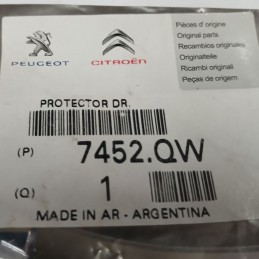 PEUGEOT
CITROËN
Pièces d'origine
Original parts
Recambios originales
Originalteile
Ricambi originali
Peças de origem
PROTECTOR DR.
(P) 7452.QW
(Q) 1
MADE IN AR - ARGENTINA